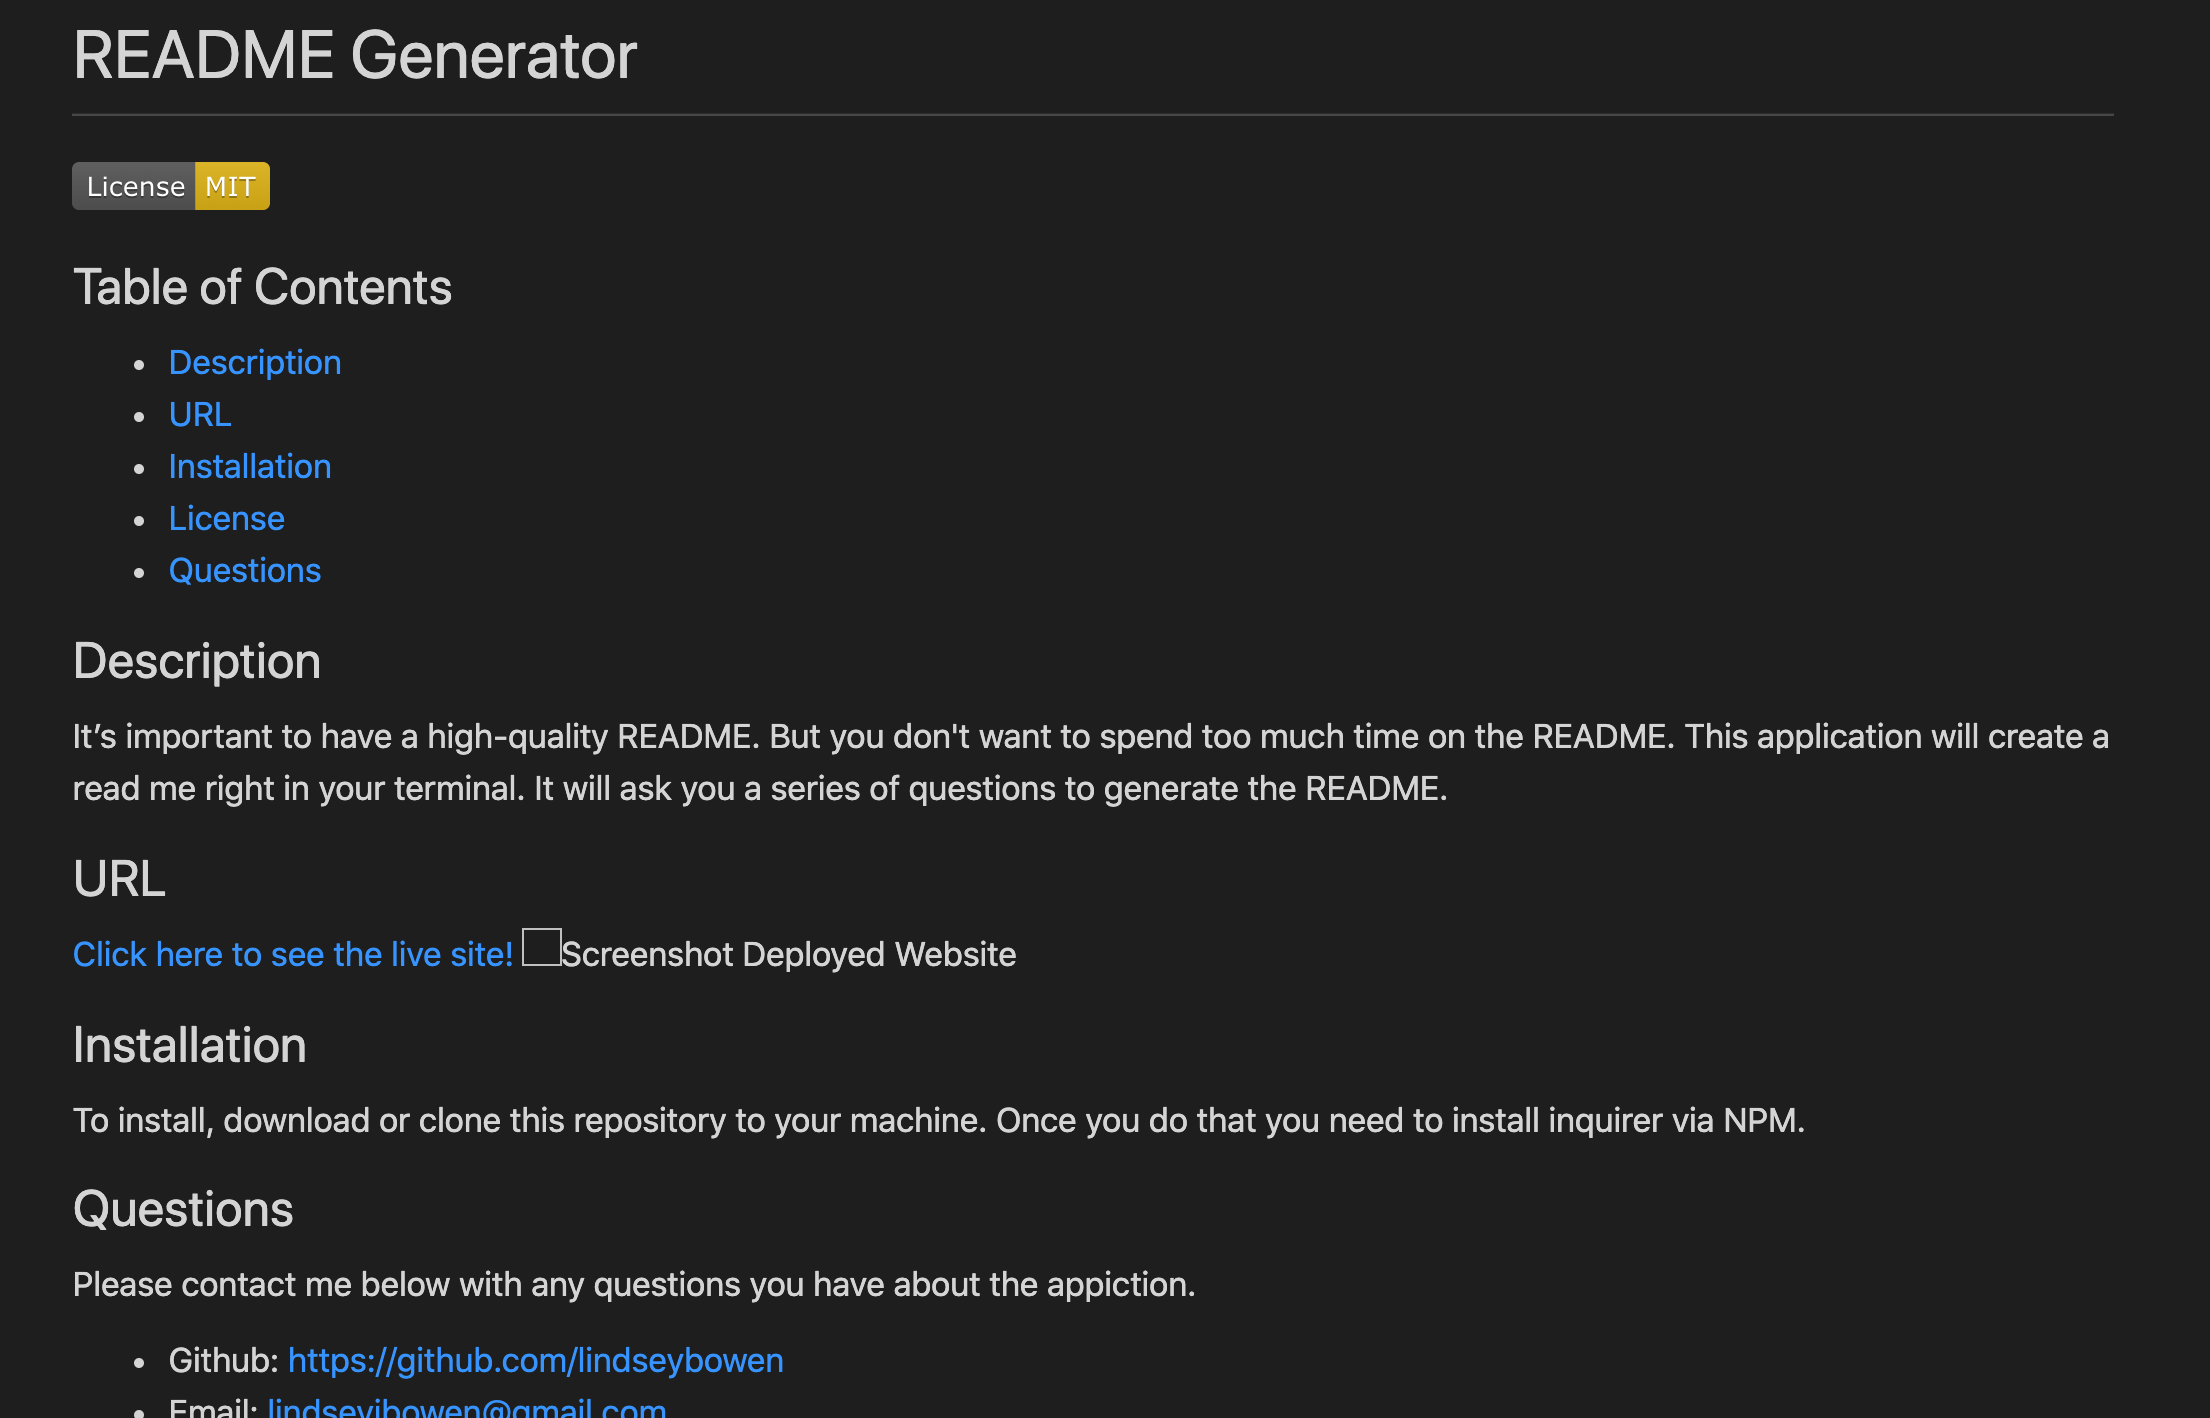 README Generator
License MIT
Table of Contents
Description
URL
Installation
License
Questions
Description
It’s important to have a high-quality README. But you don't want to spend too much time on the README. This application will create a
read me right in your terminal. It will ask you a series of questions to generate the README.
URL
Click here to see the live site! Screenshot Deployed Website
Installation
To install, download or clone this repository to your machine. Once you do that you need to install inquirer via NPM.
Questions
Please contact me below with any questions you have about the appiction.
Github: https://github.com/lindseybowen
Email: lindseyjbowen@gmail.com